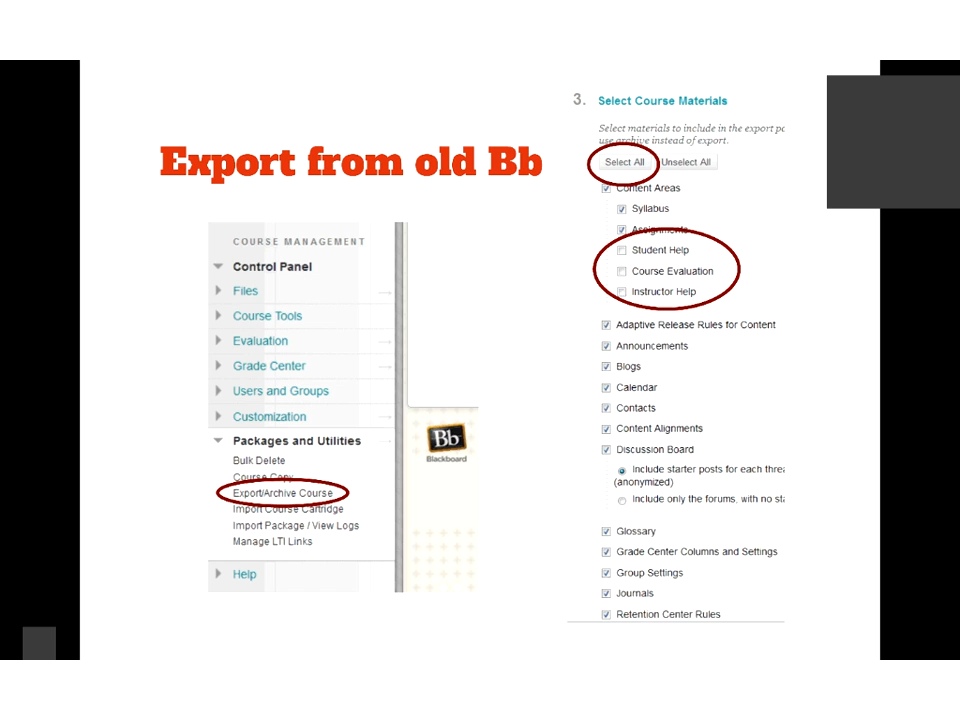 Export from old Bb
COURSE MANAGEMENT
Control Panel
Files
Course Tools
Evaluation
Grade Center
Users and Groups
Customization
Packages and Utilities
Bulk Delete
Course Copy
Export/Archive Course
Import Course Cartridge
Import Package / View Logs
Manage LTI Links
Help
Bb
Blackboard
3. Select Course Materials
Select materials to include in the export pa
use archive instead of export.
Select All Unselect All
Content Areas
Syllabus
Assignments
Student Help
Course Evaluation
Instructor Help
Adaptive Release Rules for Content
Announcements
Blogs
Calendar
Contacts
Content Alignments
Discussion Board
Include starter posts for each threa
(anonymized)
Include only the forums, with no sta
Glossary
Grade Center Columns and Settings
Group Settings
Journals
Retention Center Rules